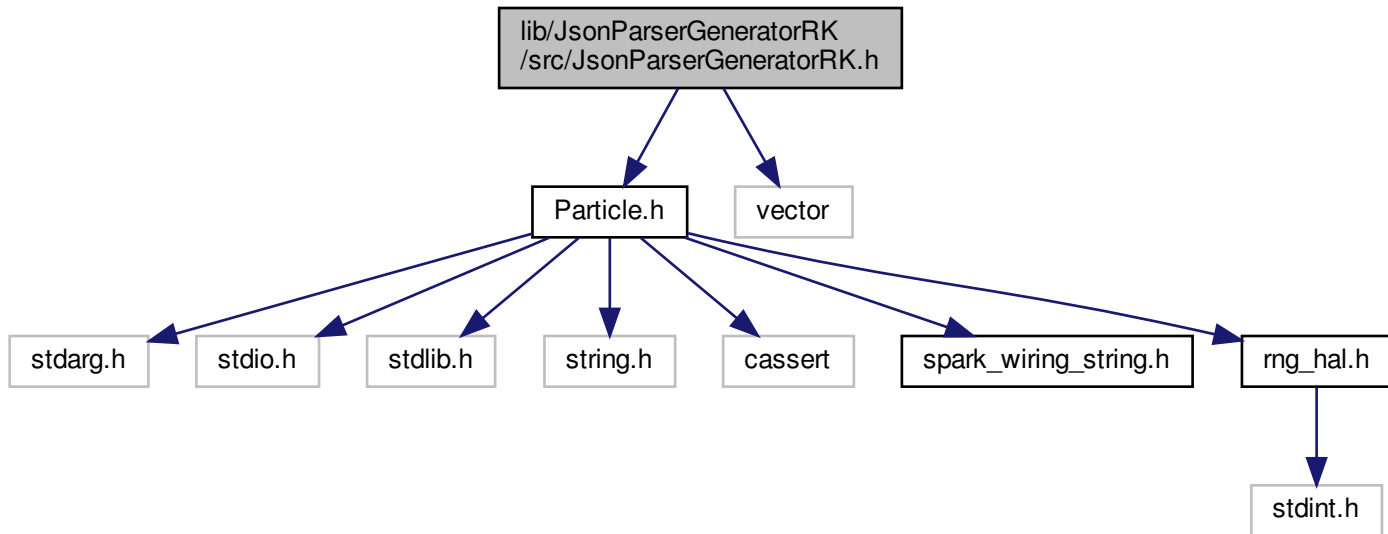 lib/JsonParserGeneratorRK
/src/JsonParserGeneratorRK.h
Particle.h
vector
stdarg.h
stdio.h
stdlib.h
string.h
cassert
spark_wiring_string.h
rng_hal.h
stdint.h